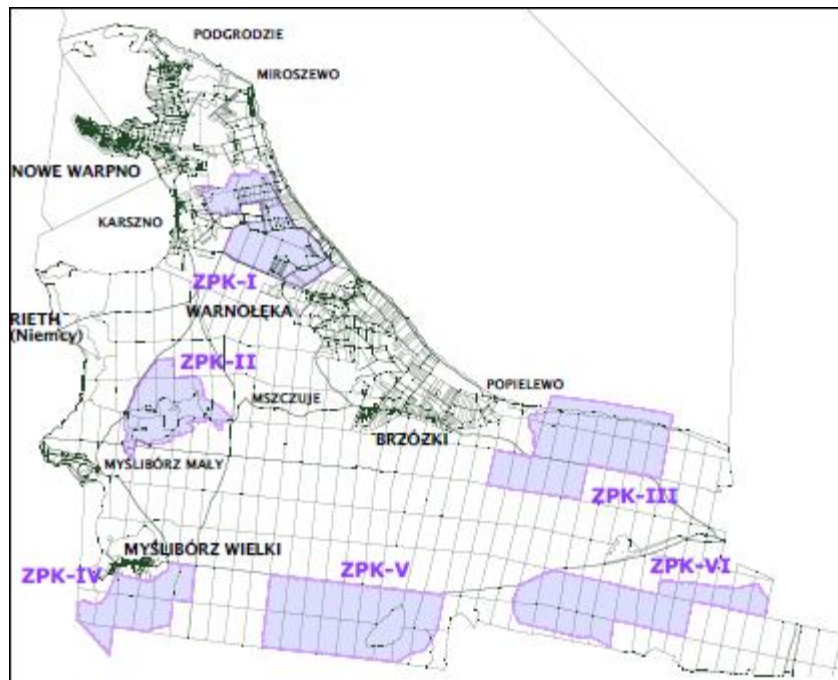 PODGRODZIE
MIROSZEWO
NOWE WARPNO
KARSZNO
ZPK-I
WARNOŁĘKA
RIETH
(Niemcy)
ZPK-II
POPIELEWO
MSZCZUJE
BRZÓZKI
MYŚLIBÓRZ MAŁY
ZPK-III
MYŚLIBÓRZ WIELKI
ZPK-IV
ZPK-V
ZPK-VI